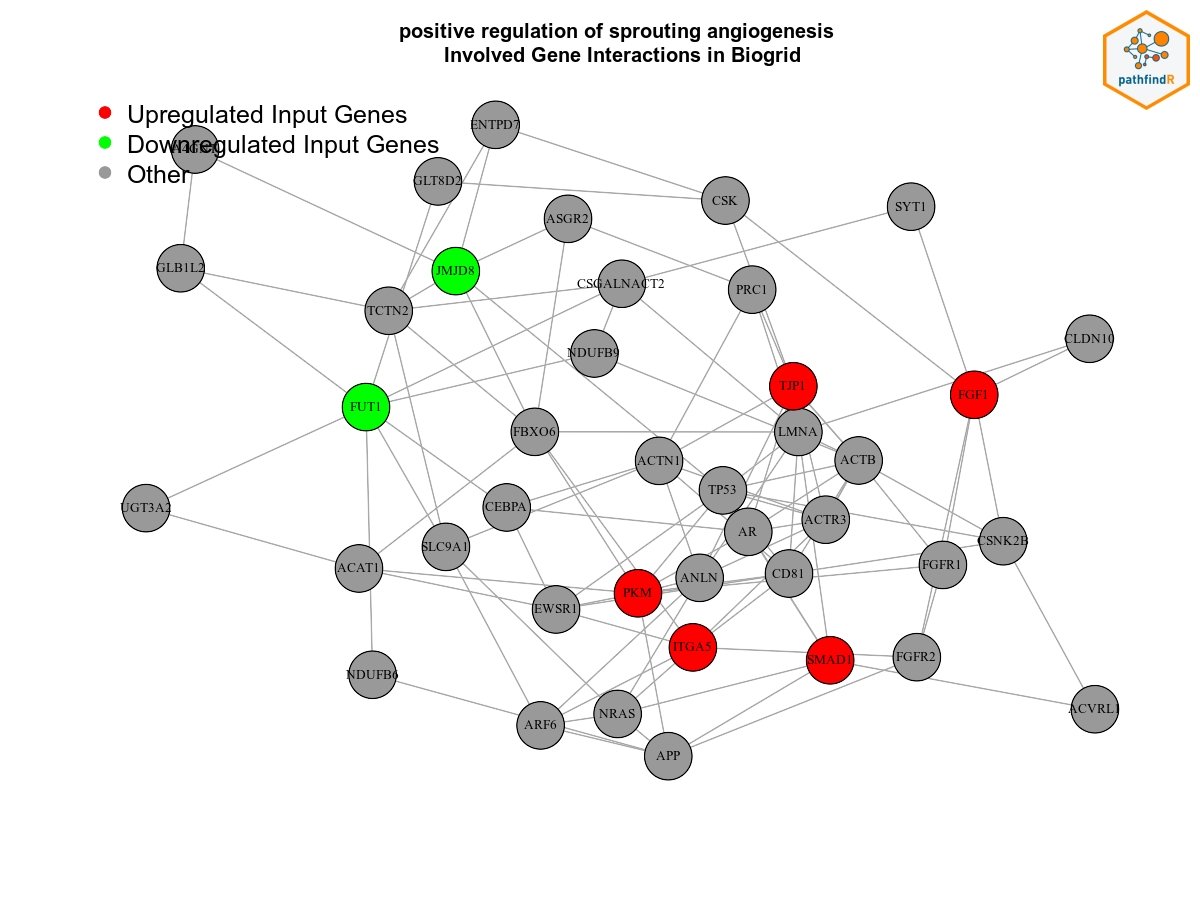 positive regulation of sprouting angiogenesis
Involved Gene Interactions in Biogrid
pathfindR
Upregulated Input Genes
Downregulated Input Genes
Other
ENTPD7
GLT8D2
CSK
SYT1
ASGR2
GLB1L2
JMJD8
CSGALNACT2
PRC1
TCTN2
CLDN10
NDUFB9
TJP1
FGF1
FUT1
FBXO6
LMNA
ACTN1
ACTB
TP53
UGT3A2
CEBPA
ACTR3
AR
CSNK2B
SLC9A1
ACAT1
FGFR1
ANLN
CD81
PKM
EWSR1
ITGA5
SMAD1
FGFR2
NDUFB6
ACVRL1
NRAS
ARF6
APP